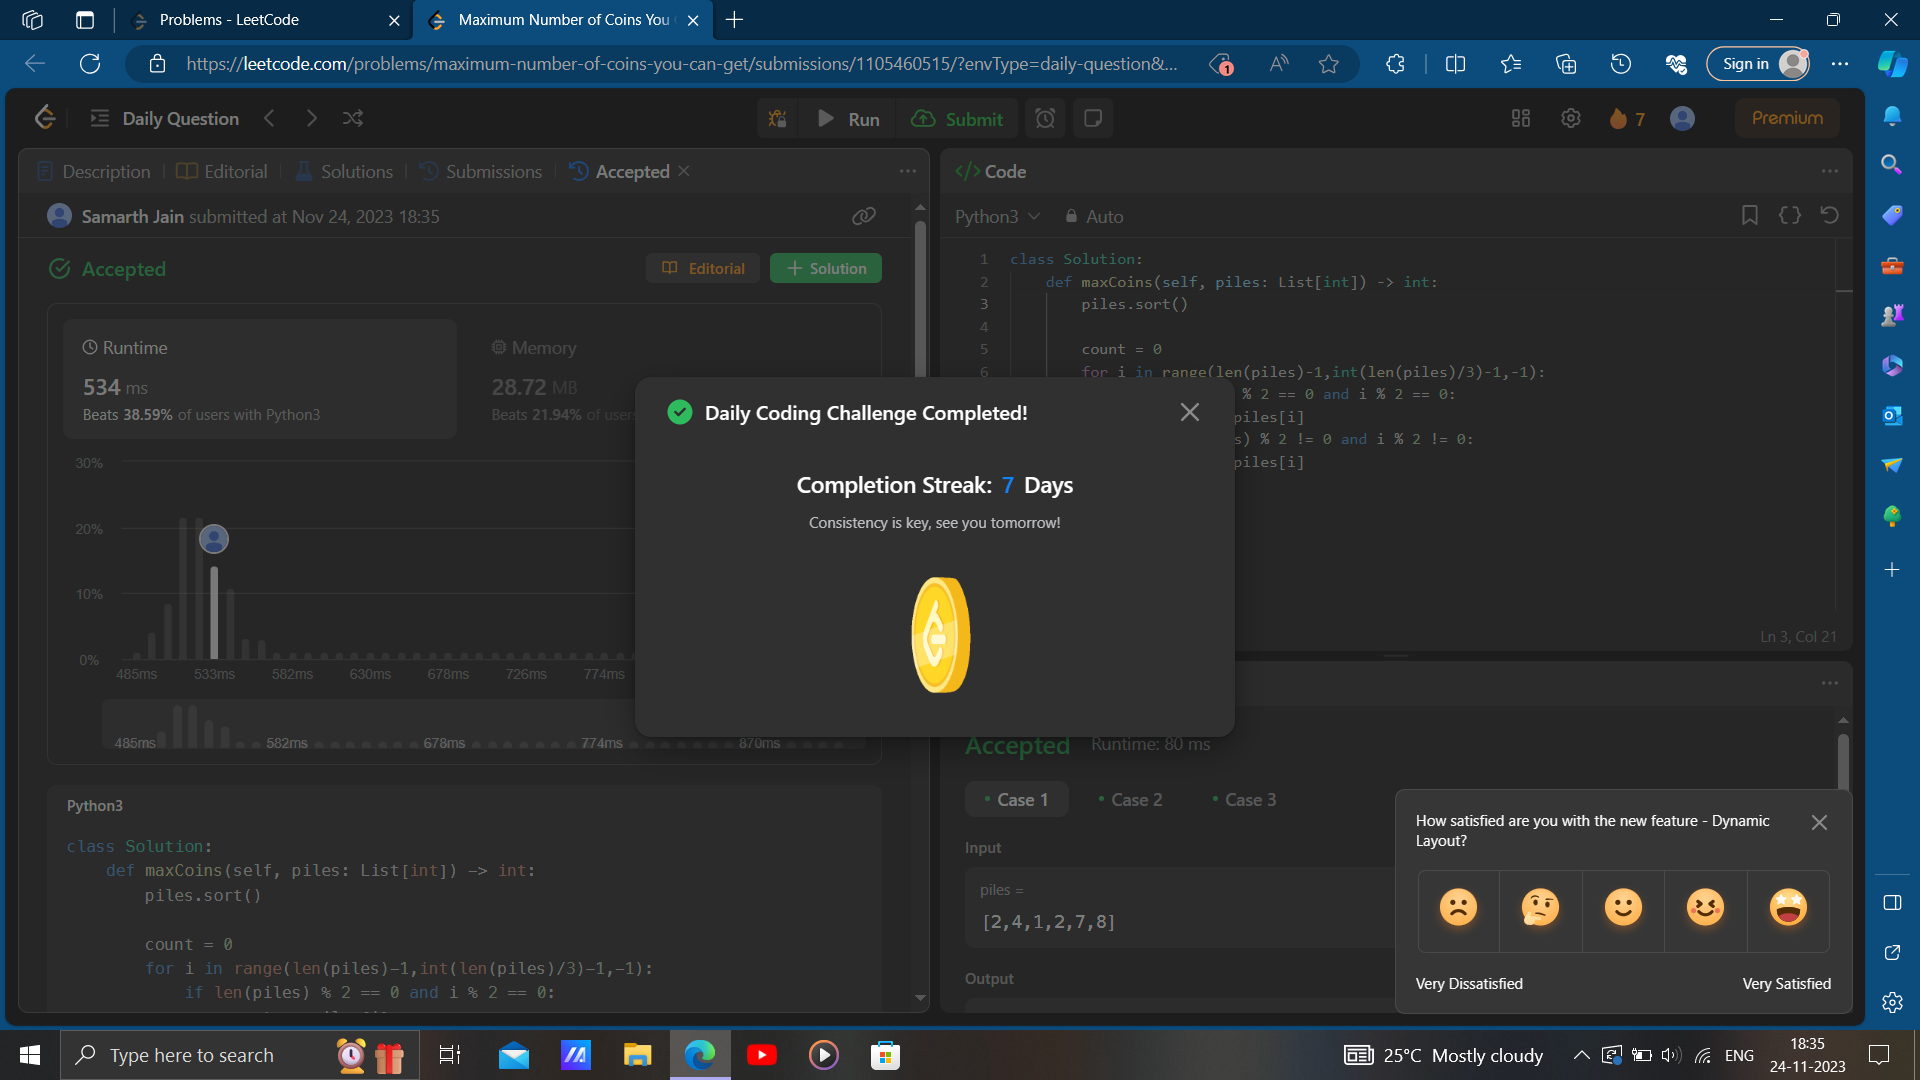 Problems - LeetCode
Maximum Number of Coins You
https://leetcode.com/problems/maximum-number-of-coins-you-can-get/submissions/1105460515/?envType=daily-question&...
1
Sign in
Daily Question
Run
Submit
7
Premium
Description
Editorial
Solutions
Submissions
Accepted
Code
Samarth Jain submitted at Nov 24, 2023 18:35
Python3
Auto
Accepted
Editorial
+ Solution
Runtime
534 ms
Beats 38.59% of users with Python3
Memory
28.72 MB
Beats 21.94% of users
30%
20%
10%
0%
485ms 533ms 582ms 630ms 678ms 726ms 774ms
485ms 582ms 678ms 774ms 870ms
1 class Solution:
2 def maxCoins(self, piles: List[int]) -> int:
3 piles.sort()
4
5 count = 0
6 for i in range(len(piles)-1,int(len(piles)/3)-1,-1):
% 2 == 0 and i % 2 == 0:
piles[i]
s) % 2 != 0 and i % 2 != 0:
piles[i]
Ln 3, Col 21
Daily Coding Challenge Completed!
Completion Streak: 7 Days
Consistency is key, see you tomorrow!
Python3
class Solution:
def maxCoins(self, piles: List[int]) -> int:
piles.sort()
count = 0
for i in range(len(piles)-1,int(len(piles)/3)-1,-1):
if len(piles) % 2 == 0 and i % 2 == 0:
Accepted
Runtime: 80 ms
Case 1
Case 2
Case 3
Input
piles =
[2,4,1,2,7,8]
Output
How satisfied are you with the new feature - Dynamic
Layout?
Very Dissatisfied
Very Satisfied
Type here to search
25°C Mostly cloudy
ENG
18:35
24-11-2023